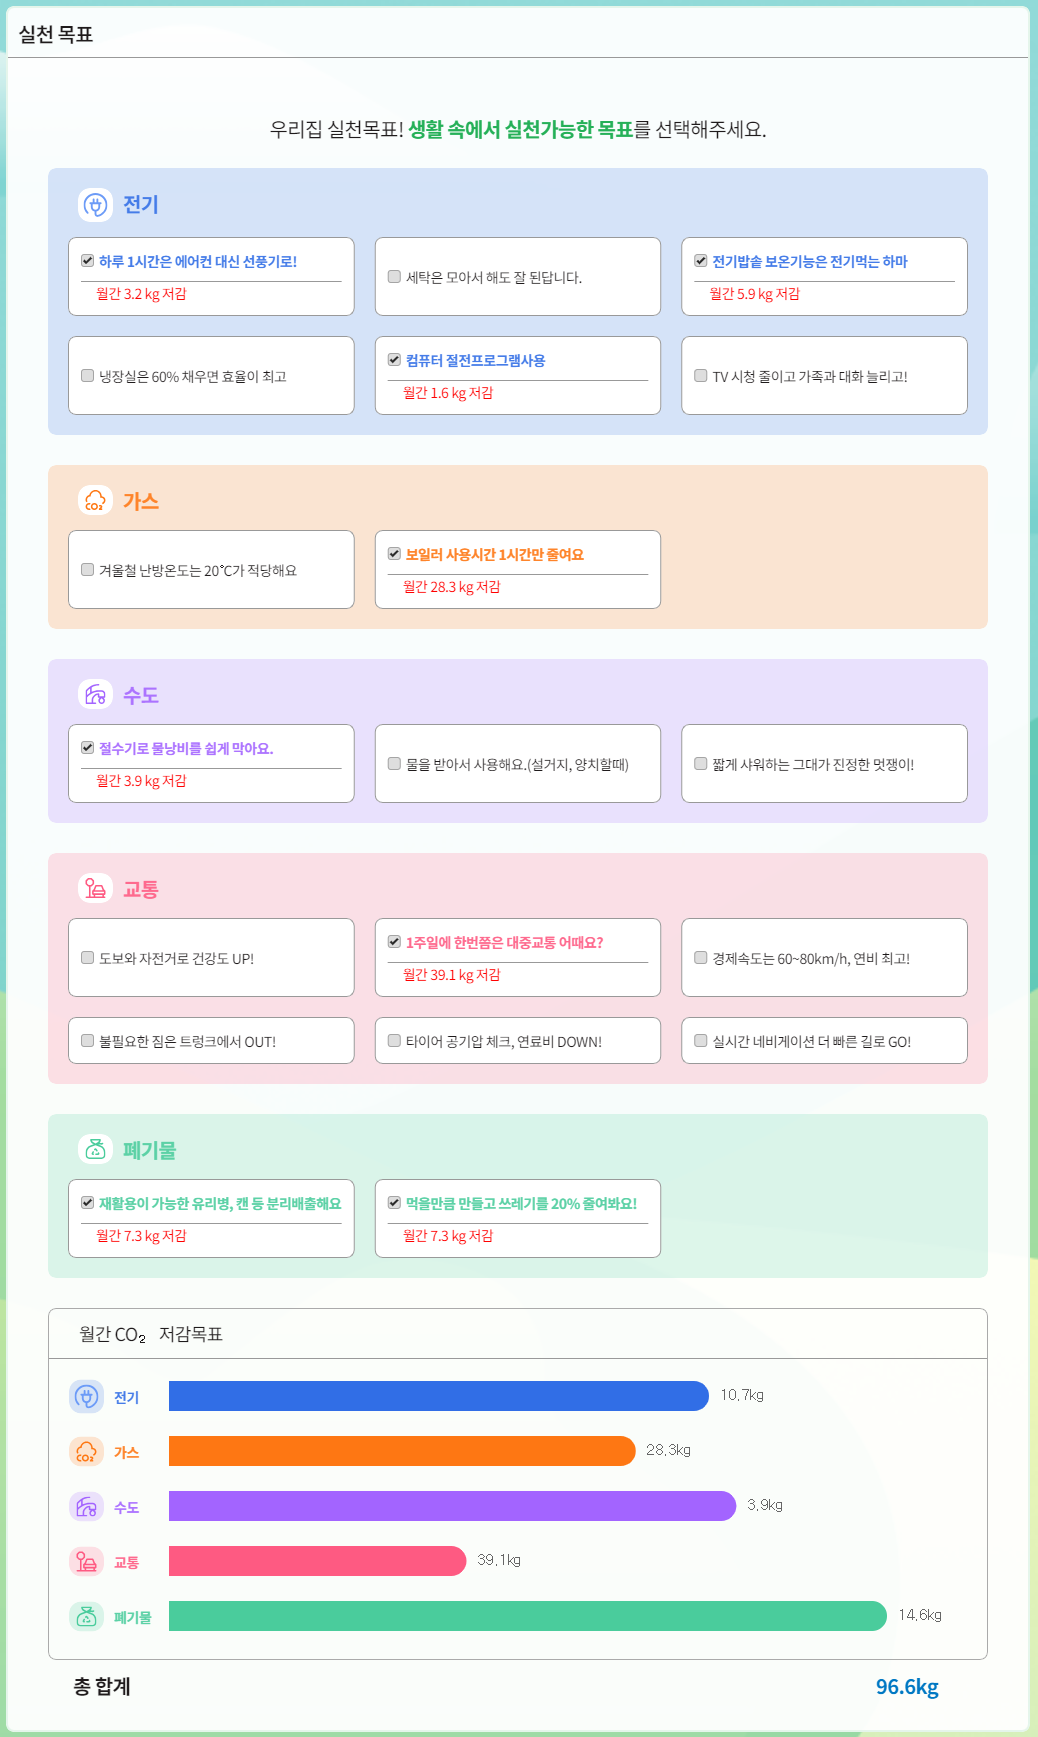 실천 목표
우리집 실천목표! 생활 속에서 실천가능한 목표를 선택해주세요.
전기
하루 1시간은 에어컨 대신 선풍기로!
월간 3.2 kg 저감
세탁은 모아서 해도 잘 된답니다.
전기밥솥 보온기능은 전기먹는 하마
월간 5.9 kg 저감
냉장실은 60% 채우면 효율이 최고
컴퓨터 절전프로그램사용
월간 1.6 kg 저감
TV 시청 줄이고 가족과 대화 늘리고!
CO₂
가스
겨울철 난방온도는 20℃가 적당해요
보일러 사용시간 1시간만 줄여요
월간 28.3 kg 저감
수도
절수기로 물낭비를 쉽게 막아요.
월간 3.9 kg 저감
물을 받아서 사용해요.(설거지, 양치할때)
짧게 샤워하는 그대가 진정한 멋쟁이!
교통
도보와 자전거로 건강도 UP!
1주일에 한번쯤은 대중교통 어때요?
월간 39.1 kg 저감
경제속도는 60~80km/h, 연비 최고!
불필요한 짐은 트렁크에서 OUT!
타이어 공기압 체크, 연료비 DOWN!
실시간 네비게이션 더 빠른 길로 GO!
폐기물
재활용이 가능한 유리병, 캔 등 분리배출해요
월간 7.3 kg 저감
먹을만큼 만들고 쓰레기를 20% 줄여봐요!
월간 7.3 kg 저감
월간 CO₂ 저감목표
전기 10.7kg
CO₂
가스 28.3kg
수도 3.9kg
교통 39.1kg
폐기물 14.6kg
총 합계 96.6kg